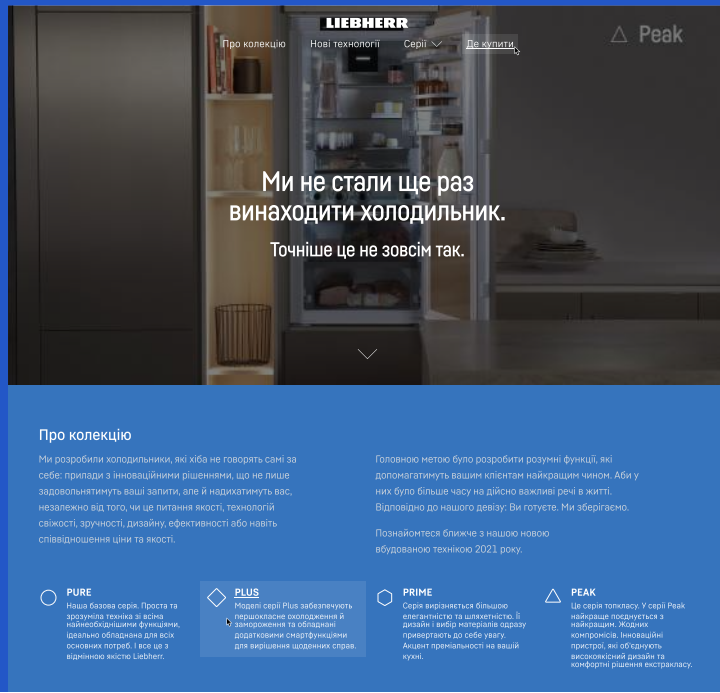 LIEBHERR
Про колекцію Нові технології Серії Де купити
Peak
Ми не стали ще раз
винаходити холодильник.
Точніше це не зовсім так.
Про колекцію
Ми розробили холодильники, які хіба не говорять самі за
себе: прилади з інноваційними рішеннями, що не лише
задовольнятимуть ваші запити, але й надихатимуть вас,
незалежно від того, чи це питання якості, технологій
свіжості, зручності, дизайну, ефективності або навіть
співвідношення ціни та якості.
Головною метою було розробити розумні функції, які
допомагатимуть вашим клієнтам найкращим чином. Аби у
них було більше часу на дійсно важливі речі в житті.
Відповідно до нашого девізу: Ви готуєте. Ми зберігаємо.
Познайомтеся ближче з нашою новою
вбудованою технікою 2021 року.
PURE
Наша базова серія. Проста та
зрозуміла техніка зі всіма
найнеобхіднішими функціями,
ідеально обладнана для всіх
основних потреб. І все це з
відмінною якістю Liebherr.
PLUS
Моделі серії Plus забезпечують
першокласне охолодження й
замороження та обладнані
додатковими смартфункціями
для вирішення щоденних справ.
PRIME
Серія вирізняється більшою
елегантністю та шляхетністю. Її
дизайн і вибір матеріалів одразу
привертають до себе увагу.
Акцент преміальності на вашій
кухні.
PEAK
Це серія топкласу. У серії Peak
найкраще поєднується з
найкращим. Жодних
компромісів. Інноваційні
пристрої, які об'єднують
високоякісний дизайн та
комфортні рішення екстракласу.